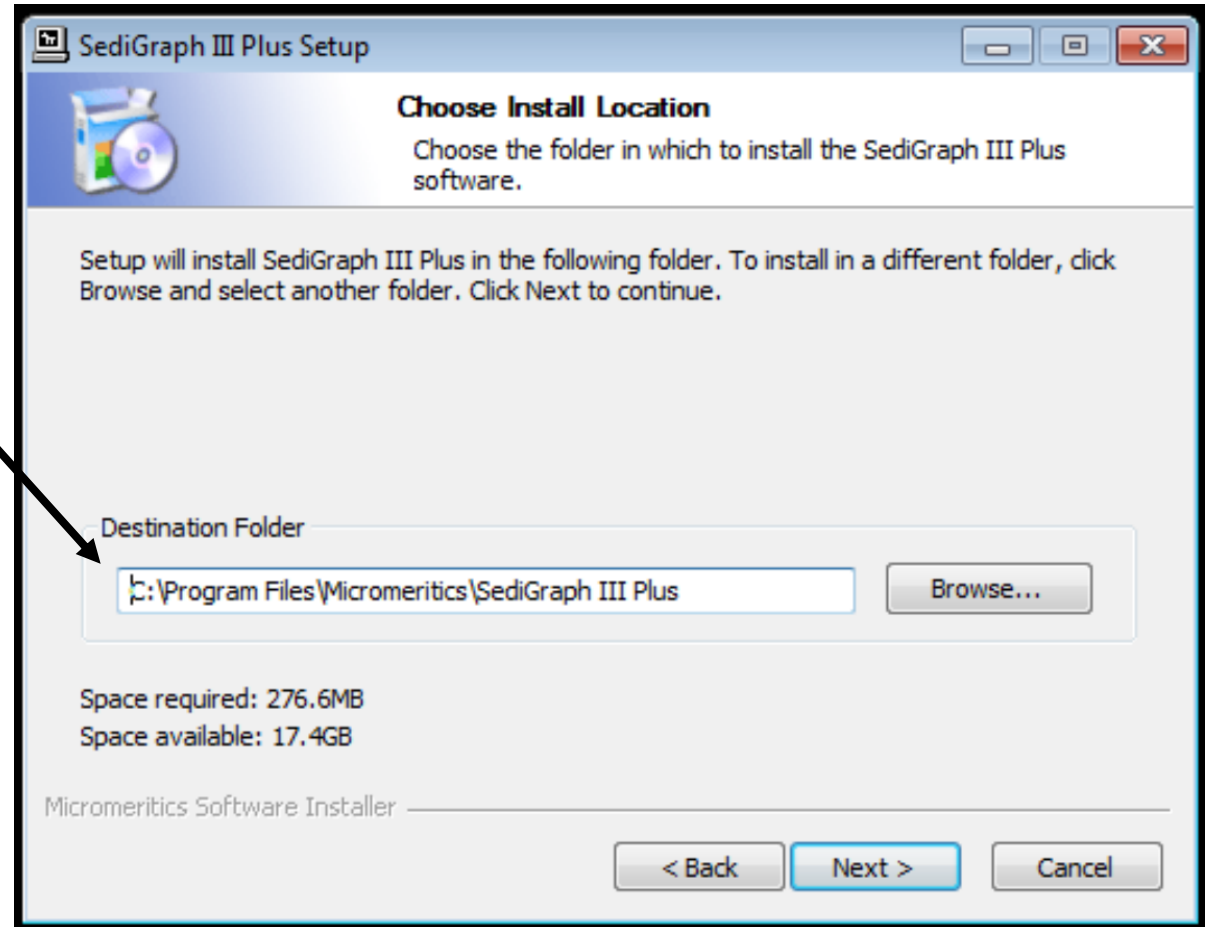 SediGraph III Plus Setup
Choose Install Location
Choose the folder in which to install the SediGraph III Plus
software.
Setup will install SediGraph III Plus in the following folder. To install in a different folder, click
Browse and select another folder. Click Next to continue.
Destination Folder
C:\Program Files\Micromeritics\SediGraph III Plus
Browse...
Space required: 276.6MB
Space available: 17.4GB
Micromeritics Software Installer
< Back Next > Cancel